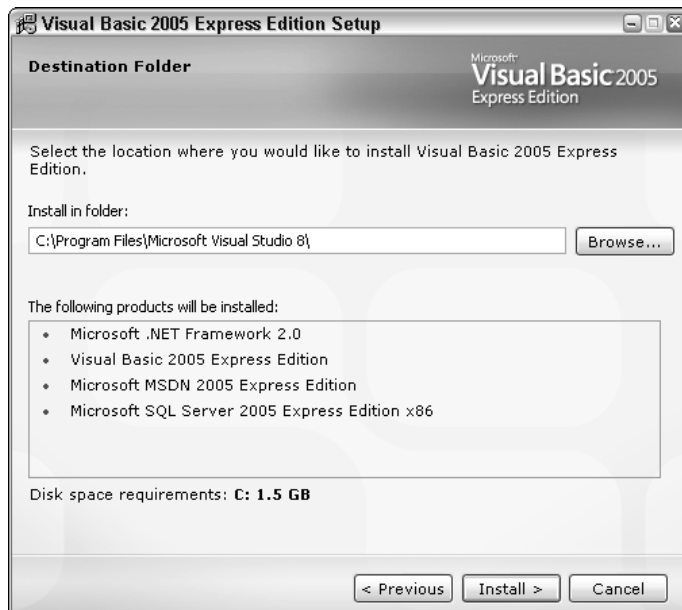 Visual Basic 2005 Express Edition Setup
Destination Folder
Microsoft
Visual Basic 2005
Express Edition
Select the location where you would like to install Visual Basic 2005 Express
Edition.
Install in folder:
C:\Program Files\Microsoft Visual Studio 8\
Browse...
The following products will be installed:
• Microsoft .NET Framework 2.0
• Visual Basic 2005 Express Edition
• Microsoft MSDN 2005 Express Edition
• Microsoft SQL Server 2005 Express Edition x86
Disk space requirements: C: 1.5 GB
< Previous
Install >
Cancel